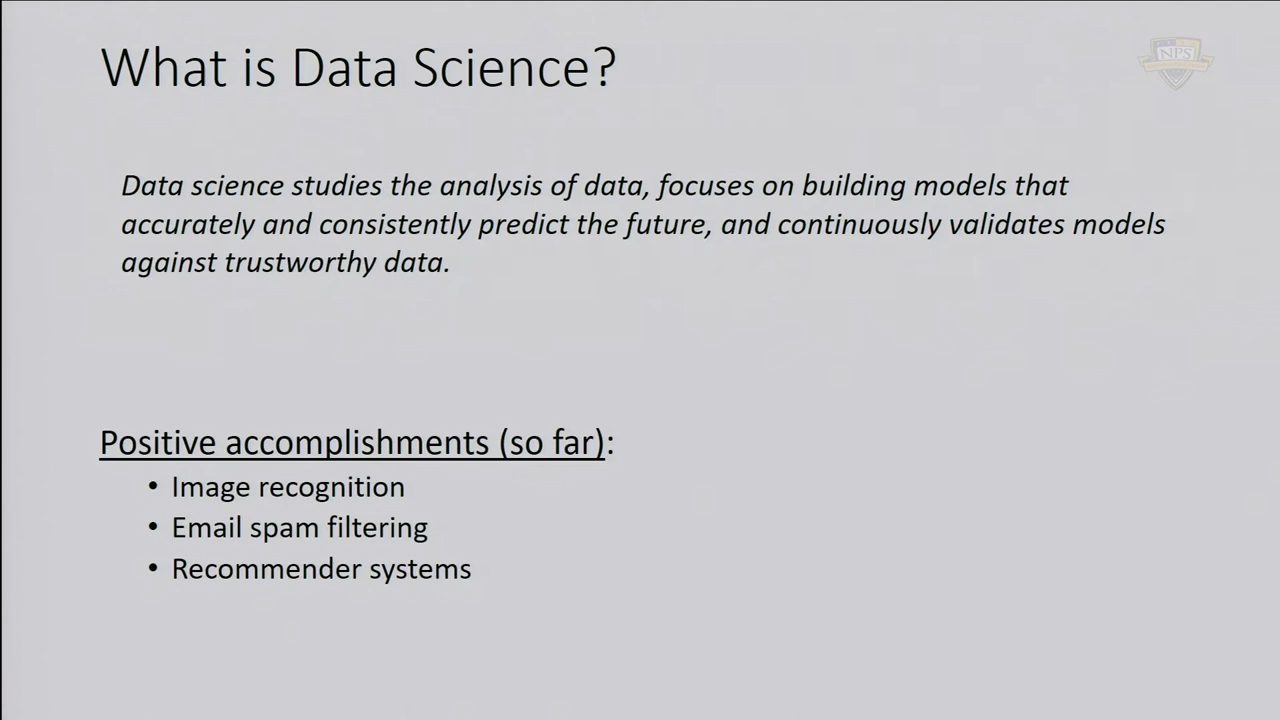 What is Data Science?
NPS
Data science studies the analysis of data, focuses on building models that
accurately and consistently predict the future, and continuously validates models
against trustworthy data.
Positive accomplishments (so far):
• Image recognition
• Email spam filtering
• Recommender systems